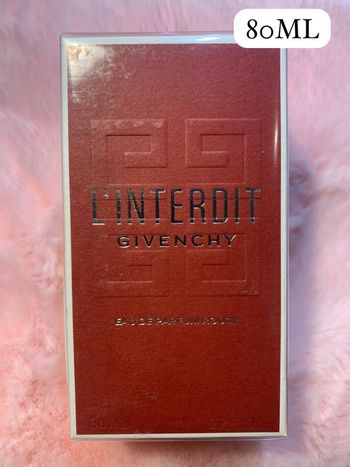 80ML
L'INTERDIT
GIVENCHY
EAU DE PARFUM ROUGE